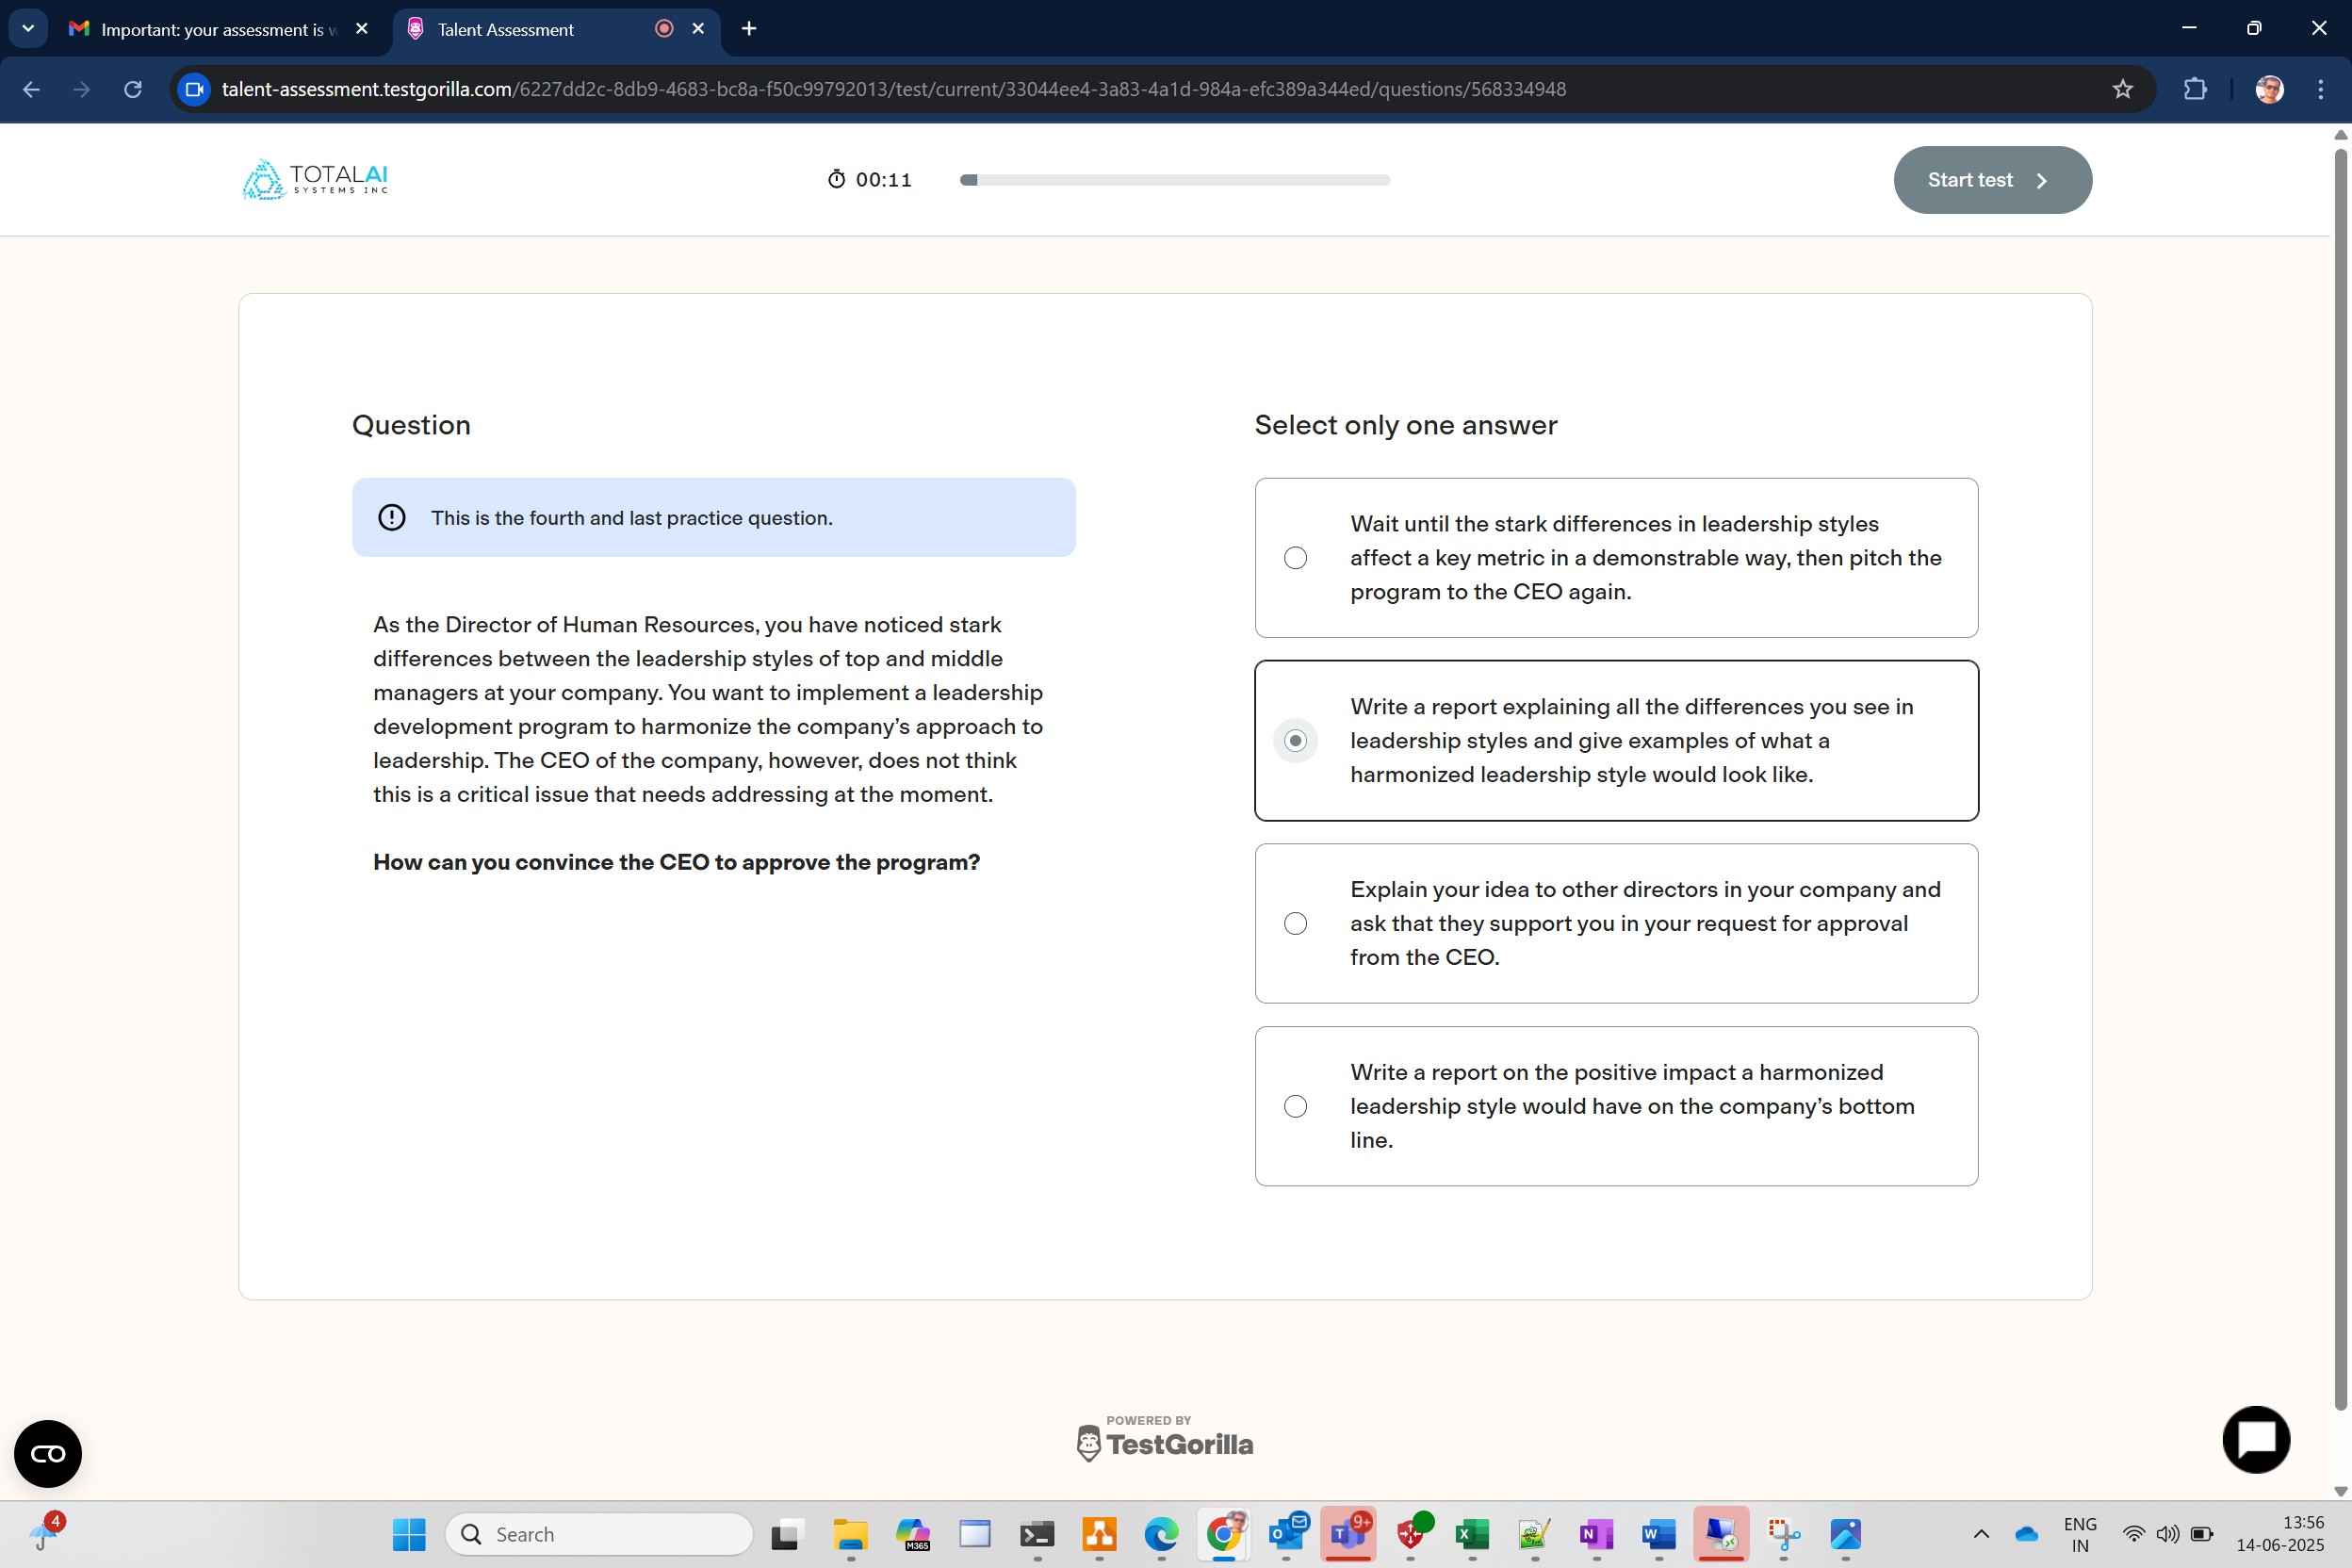 Important: your assessment is w
Talent Assessment
talent-assessment.testgorilla.com/6227dd2c-8db9-4683-bc8a-f50c99792013/test/current/33044ee4-3a83-4a1d-984a-efc389a344ed/questions/568334948
TOTALAI
SYSTEMS INC
00:11
Start test
Question
This is the fourth and last practice question.
As the Director of Human Resources, you have noticed stark
differences between the leadership styles of top and middle
managers at your company. You want to implement a leadership
development program to harmonize the company’s approach to
leadership. The CEO of the company, however, does not think
this is a critical issue that needs addressing at the moment.
How can you convince the CEO to approve the program?
Select only one answer
Wait until the stark differences in leadership styles
affect a key metric in a demonstrable way, then pitch the
program to the CEO again.
Write a report explaining all the differences you see in
leadership styles and give examples of what a
harmonized leadership style would look like.
Explain your idea to other directors in your company and
ask that they support you in your request for approval
from the CEO.
Write a report on the positive impact a harmonized
leadership style would have on the company’s bottom
line.
POWERED BY
TestGorilla
4
Search
M365
9+
ENG
IN
13:56
14-06-2025